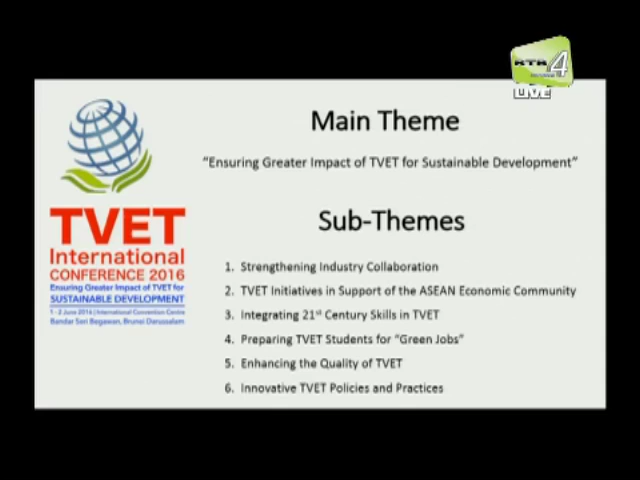 RTB 4
LIVE
Main Theme
“Ensuring Greater Impact of TVET for Sustainable Development”
Sub-Themes
1. Strengthening Industry Collaboration
2. TVET Initiatives in Support of the ASEAN Economic Community
3. Integrating 21st Century Skills in TVET
4. Preparing TVET Students for “Green Jobs”
5. Enhancing the Quality of TVET
6. Innovative TVET Policies and Practices
TVET
International
CONFERENCE 2016
Ensuring Greater Impact of TVET for
SUSTAINABLE DEVELOPMENT
1 - 2 June 2016 | International Convention Centre
Bandar Seri Begawan, Brunei Darussalam